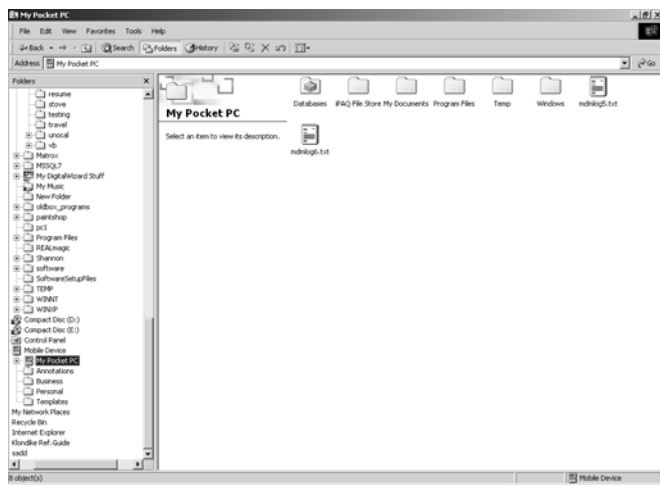 My Pocket PC
File Edit View Favorites Tools Help
Back Search Folders History
Address My Pocket PC Go
Folders
resume
stove
testing
travel
unocal
vb
Matrox
MSSQL7
My DigitalWizard Stuff
My Music
New Folder
oldbox_programs
paintshop
pc1
Program Files
REALmagic
Shannon
software
SoftwareSetupFiles
TEMP
WINNT
WINXP
Compact Disc (D:)
Compact Disc (E:)
Control Panel
Mobile Device
My Pocket PC
Annotations
Business
Personal
Templates
My Network Places
Recycle Bin
Internet Explorer
Klondike Ref. Guide
sadd
My Pocket PC
Select an item to view its description.
Databases iPAQ File Store My Documents Program Files Temp Windows mdmlog5.txt
mdmlog6.txt
8 object(s) Mobile Device